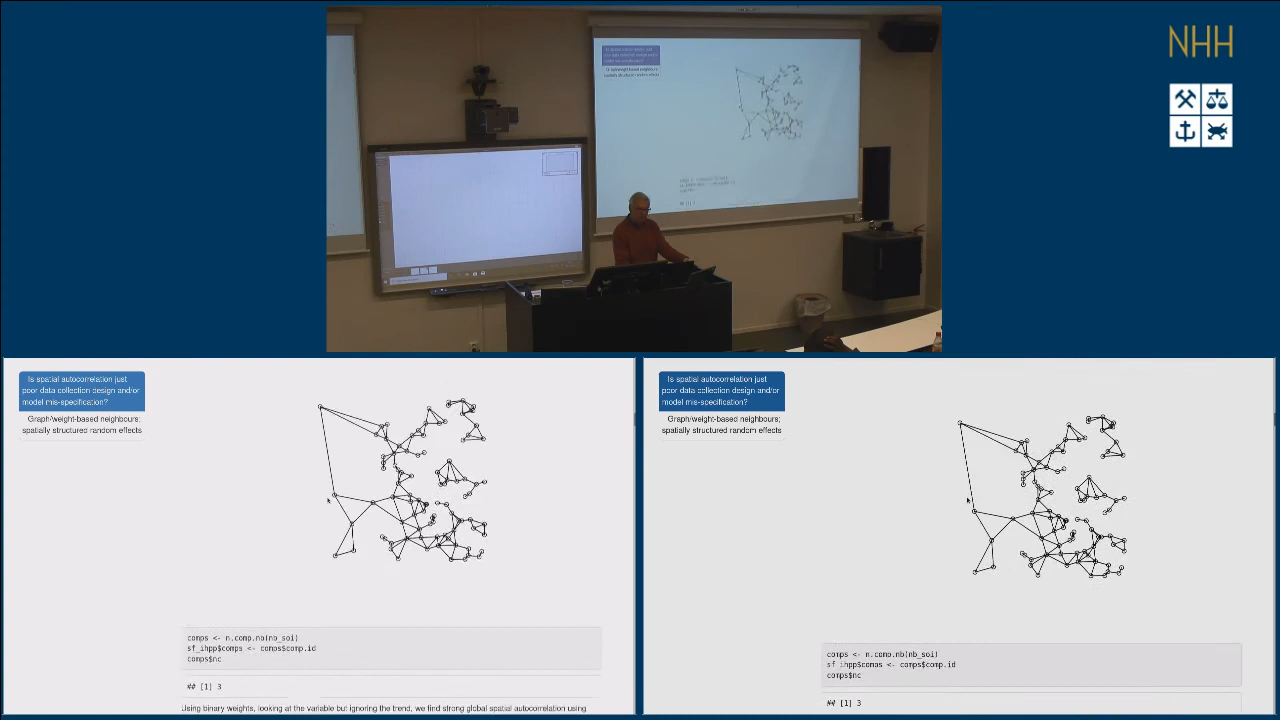 NHH
Is spatial autocorrelation just
poor data collection design and/or
model mis-specification?
Graph/weight-based neighbours;
spatially structured random effects
comps <- n.comp.nb(nb_soi)
sf_ihpp$comps <- comps$comp.id
comps$nc
## [1] 3
Using binary weights, looking at the variable but ignoring the trend, we find strong global spatial autocorrelation using
Is spatial autocorrelation just
poor data collection design and/or
model mis-specification?
Graph/weight-based neighbours;
spatially structured random effects
comps <- n.comp.nb(nb_soi)
sf_ihpp$comps <- comps$comp.id
comps$nc
## [1] 3